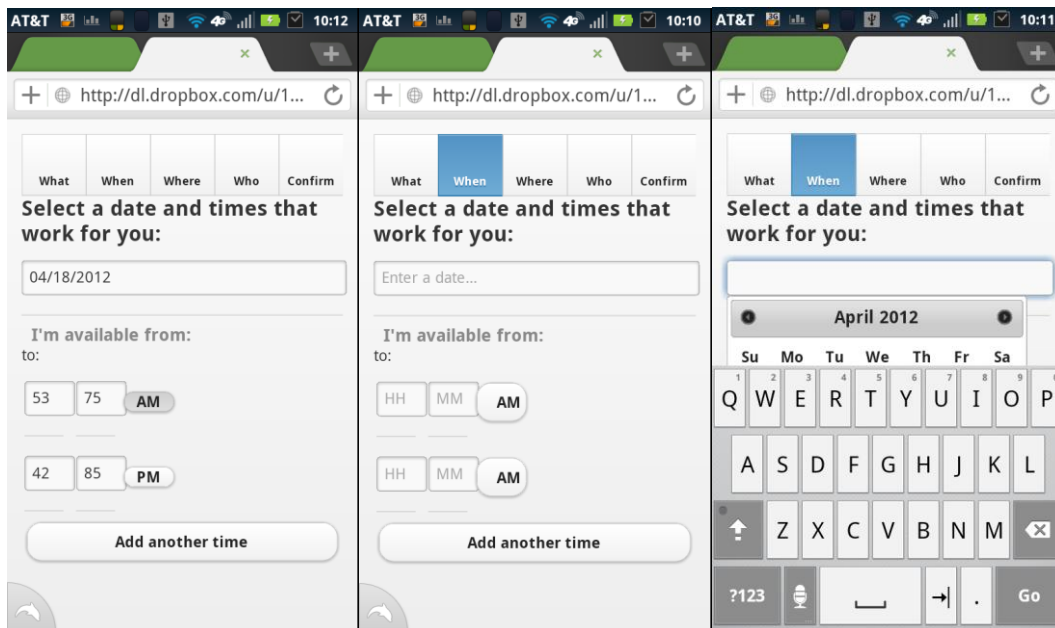 AT&T 10:12
http://dl.dropbox.com/u/1...
What When Where Who Confirm
Select a date and times that
work for you:
04/18/2012
I'm available from:
to:
53 75 AM
42 85 PM
Add another time
AT&T 10:10
http://dl.dropbox.com/u/1...
What When Where Who Confirm
Select a date and times that
work for you:
Enter a date...
I'm available from:
to:
HH MM AM
HH MM AM
Add another time
AT&T 10:11
http://dl.dropbox.com/u/1...
What When Where Who Confirm
Select a date and times that
work for you:
April 2012
Su Mo Tu We Th Fr Sa
1 2 3 4 5 6 7 8 9
Q W E R T Y U I O P
A S D F G H J K L
Z X C V B N M
?123 . Go